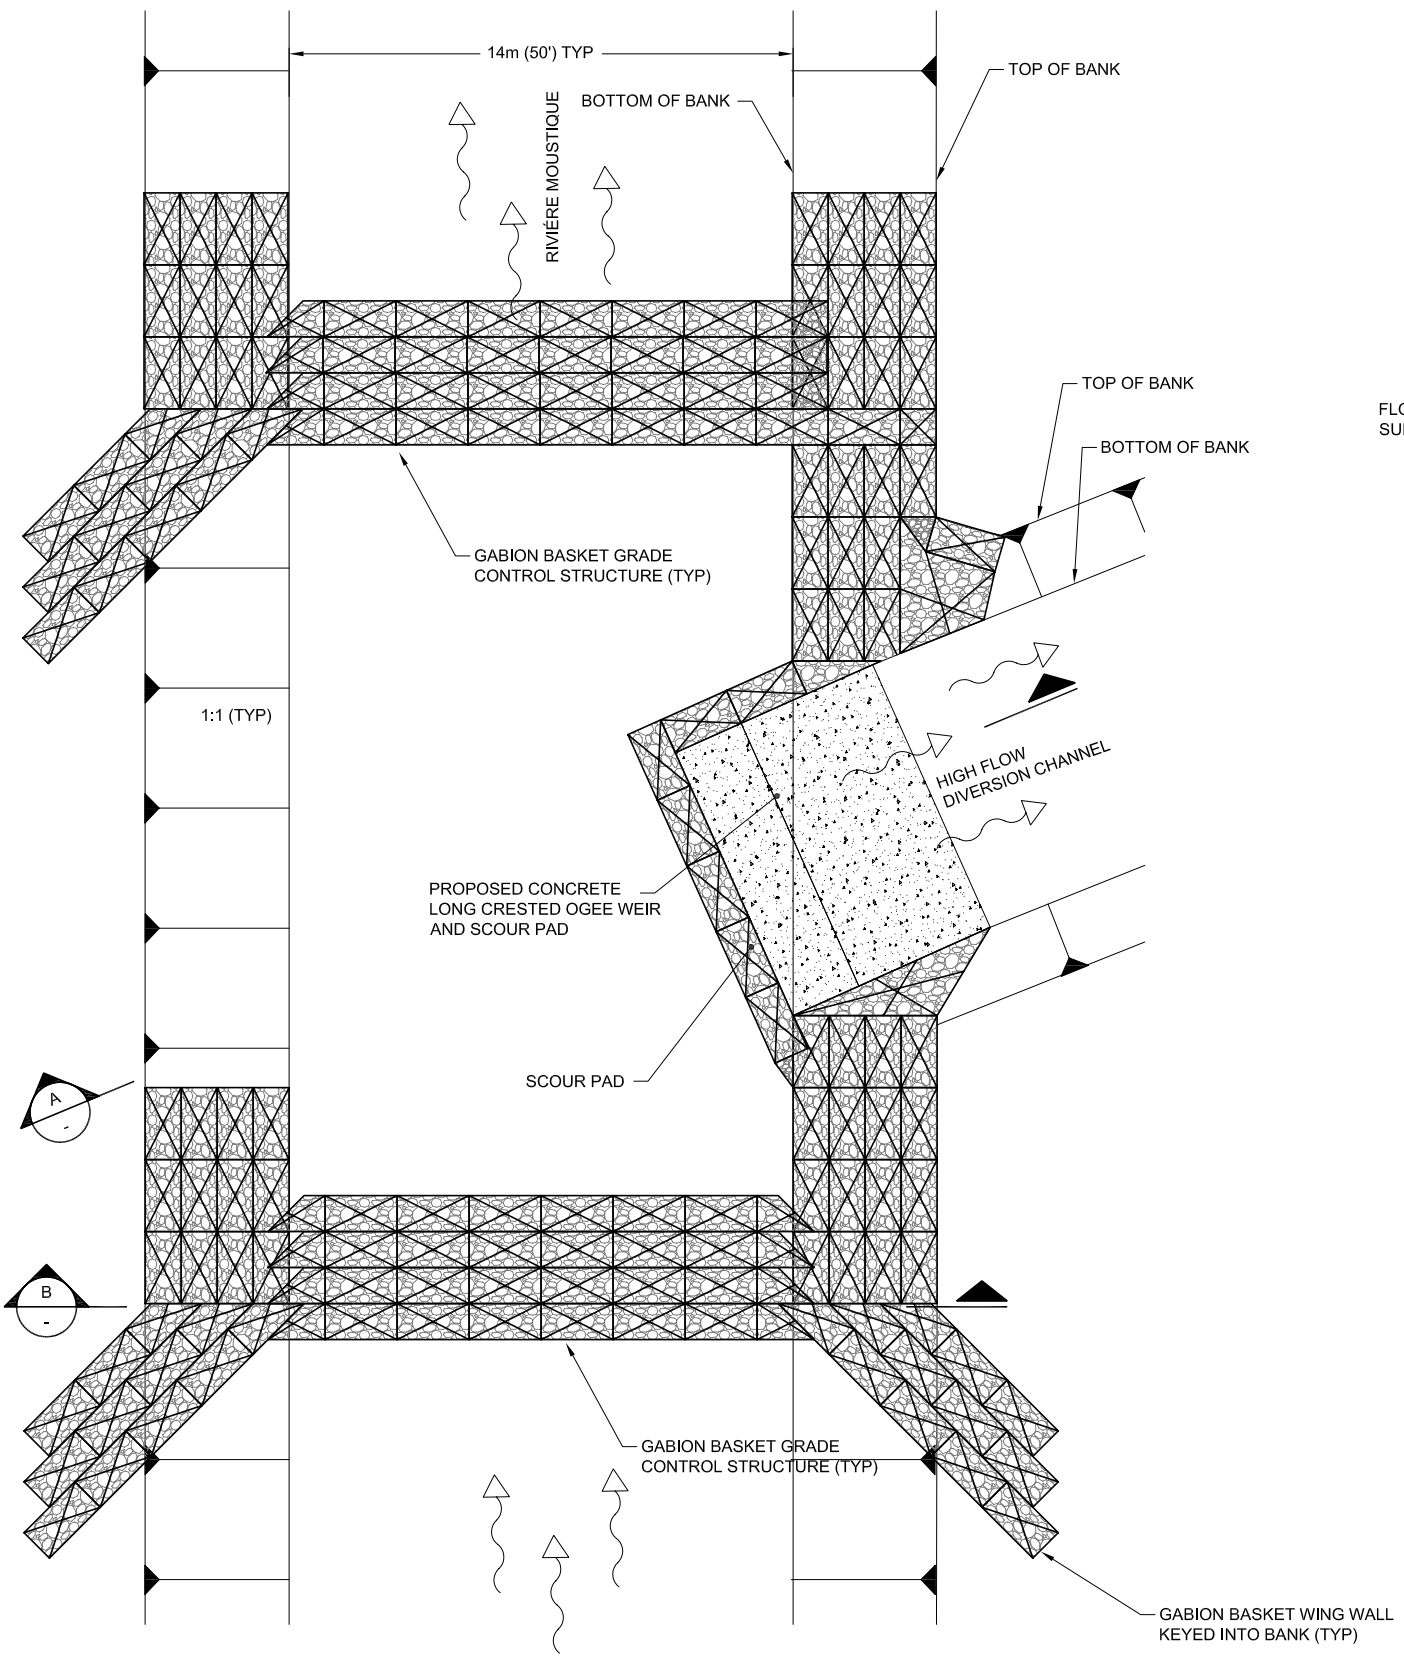 14m (50') TYP
TOP OF BANK
BOTTOM OF BANK
RIVIÉRE MOUSTIQUE
TOP OF BANK
FLO
SU
BOTTOM OF BANK
GABION BASKET GRADE
CONTROL STRUCTURE (TYP)
1:1 (TYP)
HIGH FLOW
DIVERSION CHANNEL
PROPOSED CONCRETE
LONG CRESTED OGEE WEIR
AND SCOUR PAD
SCOUR PAD
A
-
B
-
GABION BASKET GRADE
CONTROL STRUCTURE (TYP)
GABION BASKET WING WALL
KEYED INTO BANK (TYP)